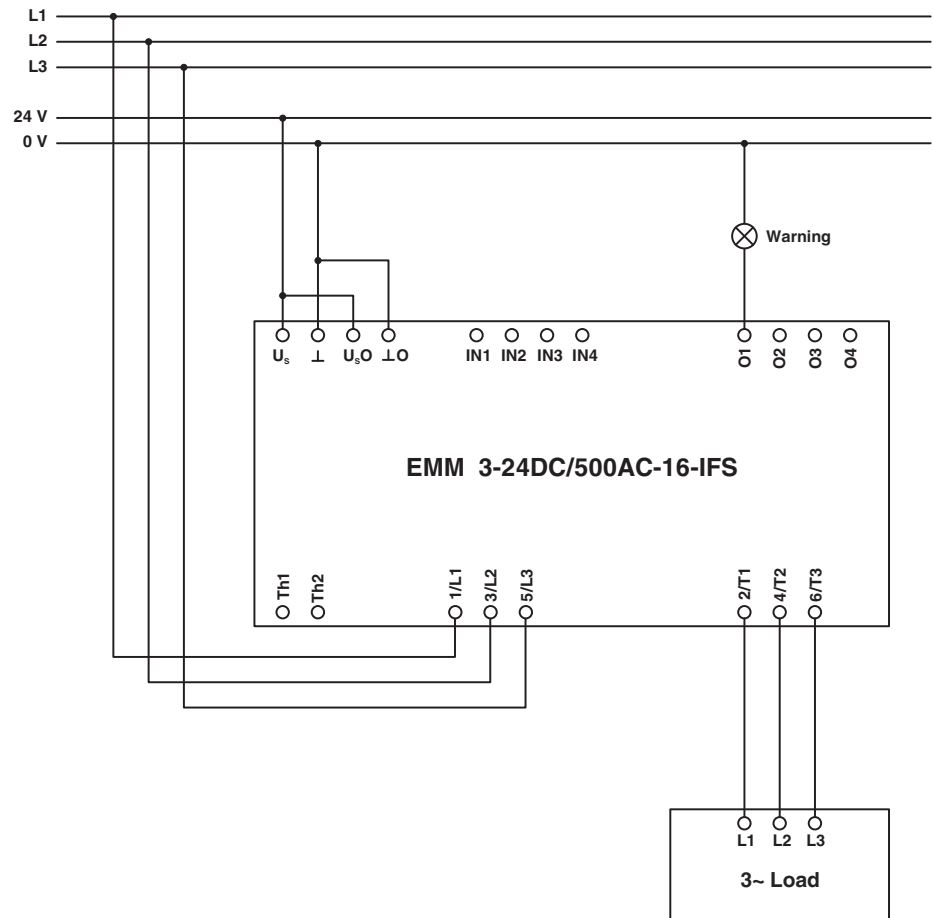 L1
L2
L3
24 V
0 V
Warning
Us ⊥ UsO ⊥O IN1 IN2 IN3 IN4 O1 O2 O3 O4
EMM 3-24DC/500AC-16-IFS
Th1 Th2 1/L1 3/L2 5/L3 2/T1 4/T2 6/T3
L1 L2 L3
3~ Load